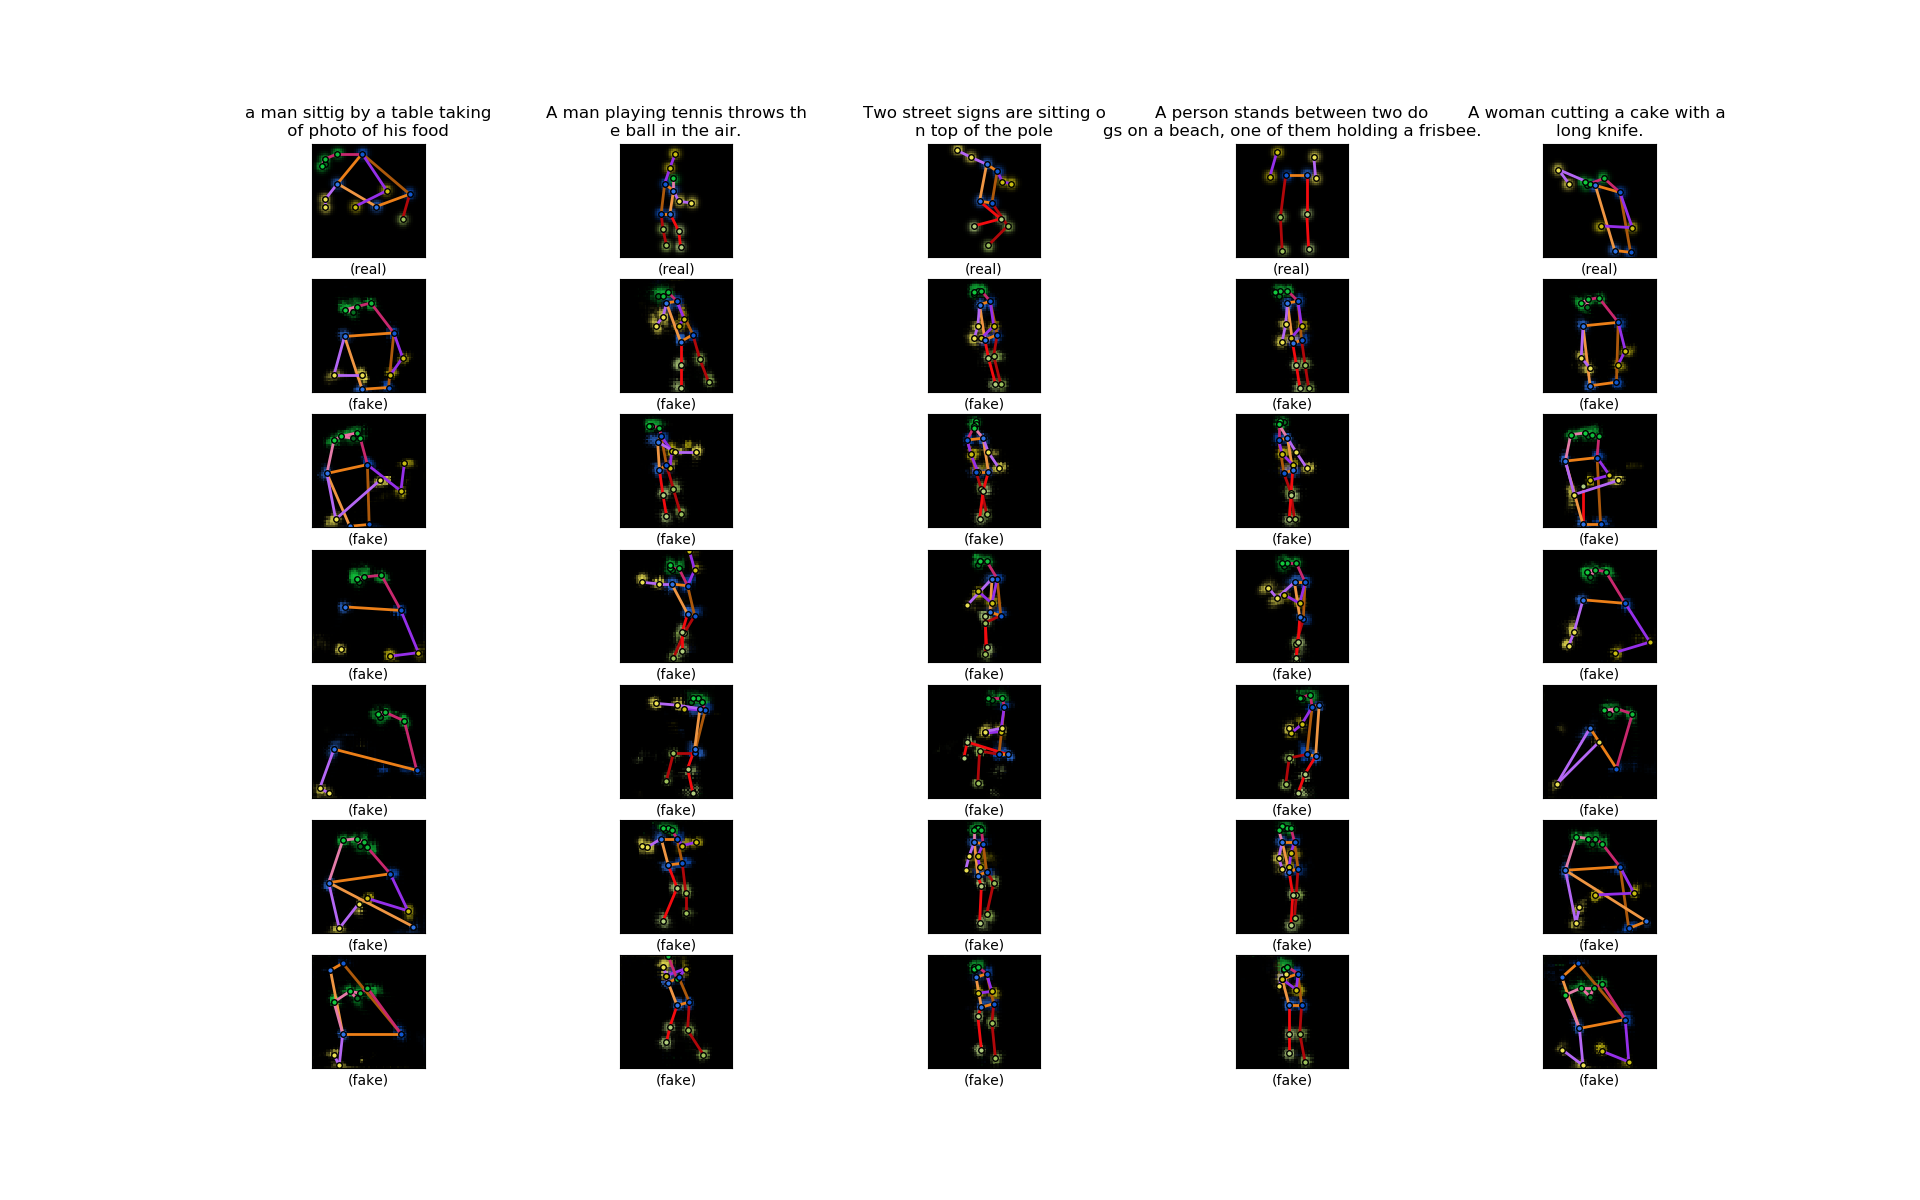 a man sittig by a table taking
of photo of his food
A man playing tennis throws th
e ball in the air.
Two street signs are sitting o
n top of the pole
A person stands between two do
gs on a beach, one of them holding a frisbee.
A woman cutting a cake with a
long knife.
(real) (real) (real) (real) (real)
(fake) (fake) (fake) (fake) (fake)
(fake) (fake) (fake) (fake) (fake)
(fake) (fake) (fake) (fake) (fake)
(fake) (fake) (fake) (fake) (fake)
(fake) (fake) (fake) (fake) (fake)
(fake) (fake) (fake) (fake) (fake)